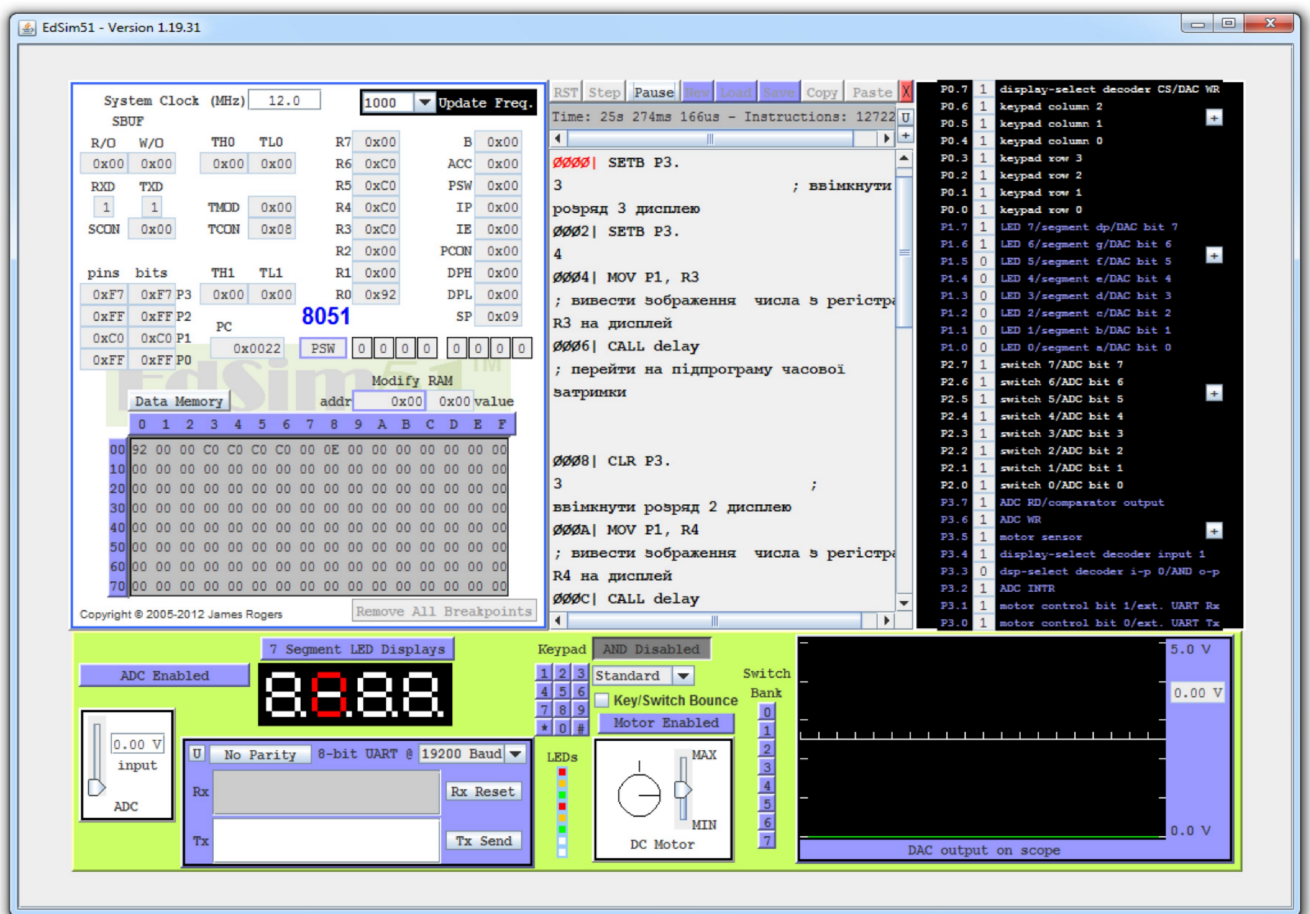 EdSim51 - Version 1.19.31
System Clock (MHz) 12.0 1000 Update Freq.
SBUF
R/O W/O TH0 TL0 R7 0x00 B 0x00
0x00 0x00 0x00 0x00 R6 0xC0 ACC 0x00
RXD TXD R5 0xC0 PSW 0x00
1 1 TMOD 0x00 R4 0xC0 IP 0x00
SCON 0x00 TCON 0x08 R3 0xC0 IE 0x00
R2 0x00 PCON 0x00
pins bits TH1 TL1 R1 0x00 DPH 0x00
0xF7 0xF7 P3 0x00 0x00 R0 0x92 DPL 0x00
0xFF 0xFF P2 8051 SP 0x09
0xC0 0xC0 P1 PC
0xFF 0xFF P0 0x0022 PSW 0 0 0 0 0 0 0 0
EdSim51 TM
Modify RAM
Data Memory addr 0x00 0x00 value
0 1 2 3 4 5 6 7 8 9 A B C D E F
00 92 00 00 C0 C0 C0 C0 00 0E 00 00 00 00 00 00 00
10 00 00 00 00 00 00 00 00 00 00 00 00 00 00 00 00
20 00 00 00 00 00 00 00 00 00 00 00 00 00 00 00 00
30 00 00 00 00 00 00 00 00 00 00 00 00 00 00 00 00
40 00 00 00 00 00 00 00 00 00 00 00 00 00 00 00 00
50 00 00 00 00 00 00 00 00 00 00 00 00 00 00 00 00
60 00 00 00 00 00 00 00 00 00 00 00 00 00 00 00 00
70 00 00 00 00 00 00 00 00 00 00 00 00 00 00 00 00
Copyright © 2005-2012 James Rogers Remove All Breakpoints
RST Step Pause New Load Save Copy Paste X
Time: 25s 274ms 166us - Instructions: 12722 U
+
0000| SETB P3.
3 ; ввімкнути
розряд 3 дисплею
0002| SETB P3.
4
0004| MOV P1, R3
; вивести зображення числа з регістра
R3 на дисплей
0006| CALL delay
; перейти на підпрограму часової
затримки
0008| CLR P3.
3 ;
ввімкнути розряд 2 дисплею
000A| MOV P1, R4
; вивести зображення числа з регістра
R4 на дисплей
000C| CALL delay
P0.7 1 display-select decoder CS/DAC WR
P0.6 1 keypad column 2
P0.5 1 keypad column 1
P0.4 1 keypad column 0
P0.3 1 keypad row 3
P0.2 1 keypad row 2
P0.1 1 keypad row 1
P0.0 1 keypad row 0
P1.7 1 LED 7/segment dp/DAC bit 7
P1.6 1 LED 6/segment g/DAC bit 6
P1.5 0 LED 5/segment f/DAC bit 5
P1.4 0 LED 4/segment e/DAC bit 4
P1.3 0 LED 3/segment d/DAC bit 3
P1.2 0 LED 2/segment c/DAC bit 2
P1.1 0 LED 1/segment b/DAC bit 1
P1.0 0 LED 0/segment a/DAC bit 0
P2.7 1 switch 7/ADC bit 7
P2.6 1 switch 6/ADC bit 6
P2.5 1 switch 5/ADC bit 5
P2.4 1 switch 4/ADC bit 4
P2.3 1 switch 3/ADC bit 3
P2.2 1 switch 2/ADC bit 2
P2.1 1 switch 1/ADC bit 1
P2.0 1 switch 0/ADC bit 0
P3.7 1 ADC RD/comparator output
P3.6 1 ADC WR
P3.5 1 motor sensor
P3.4 1 display-select decoder input 1
P3.3 0 dsp-select decoder i-p 0/AND o-p
P3.2 1 ADC INTR
P3.1 1 motor control bit 1/ext. UART Rx
P3.0 1 motor control bit 0/ext. UART Tx
7 Segment LED Displays
ADC Enabled
8.8.8.8.
0.00 V
input
ADC
U No Parity 8-bit UART @ 19200 Baud
Rx Rx Reset
Tx Tx Send
Keypad AND Disabled
1 2 3 Standard
4 5 6 Key/Switch Bounce
7 8 9 Motor Enabled
* 0 #
LEDs
MAX
MIN
DC Motor
Switch
Bank
0
1
2
3
4
5
6
7
5.0 V
0.00 V
0.0 V
DAC output on scope